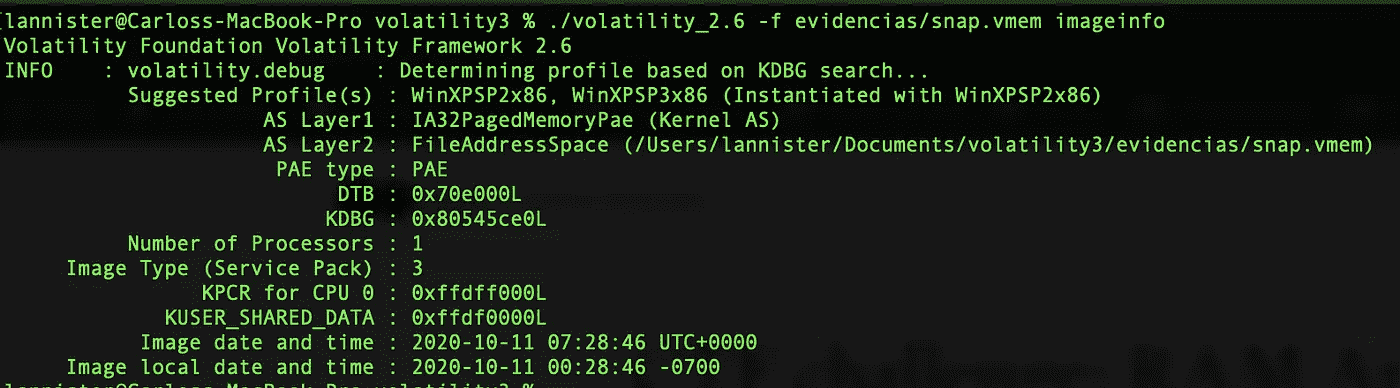 [lannister@Carloss-MacBook-Pro volatility3 % ./volatility_2.6 -f evidencias/snap.vmem imageinfo
Volatility Foundation Volatility Framework 2.6
INFO    : volatility.debug    : Determining profile based on KDBG search...
Suggested Profile(s) : WinXPSP2x86, WinXPSP3x86 (Instantiated with WinXPSP2x86)
AS Layer1 : IA32PagedMemoryPae (Kernel AS)
AS Layer2 : FileAddressSpace (/Users/lannister/Documents/volatility3/evidencias/snap.vmem)
PAE type : PAE
DTB : 0x70e000L
KDBG : 0x80545ce0L
Number of Processors : 1
Image Type (Service Pack) : 3
KPCR for CPU 0 : 0xffdff000L
KUSER_SHARED_DATA : 0xffdf0000L
Image date and time : 2020-10-11 07:28:46 UTC+0000
Image local date and time : 2020-10-11 00:28:46 -0700
lannister@Carloss-MacBook-Pro volatility3 %